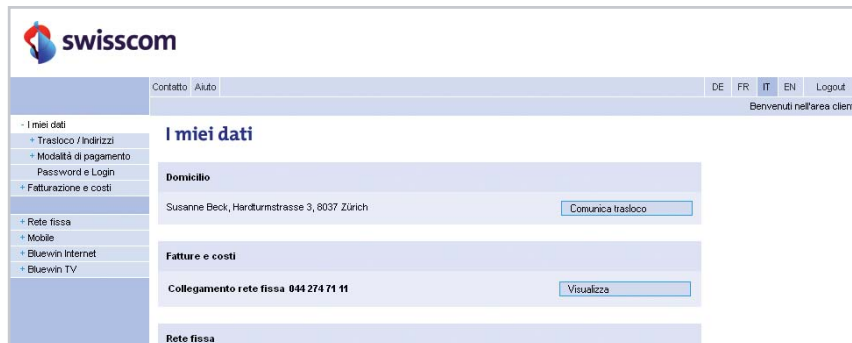 swisscom
Contatto Aiuto DE FR IT EN Logout
Benvenuti nell'area clien
- I miei dati
+ Trasloco / Indirizzi
+ Modalità di pagamento
Password e Login
+ Fatturazione e costi
+ Rete fissa
+ Mobile
+ Bluewin Internet
+ Bluewin TV
I miei dati
Domicilio
Susanne Beck, Hardturmstrasse 3, 8037 Zürich Comunica trasloco
Fatture e costi
Collegamento rete fissa 044 274 71 11 Visualizza
Rete fissa